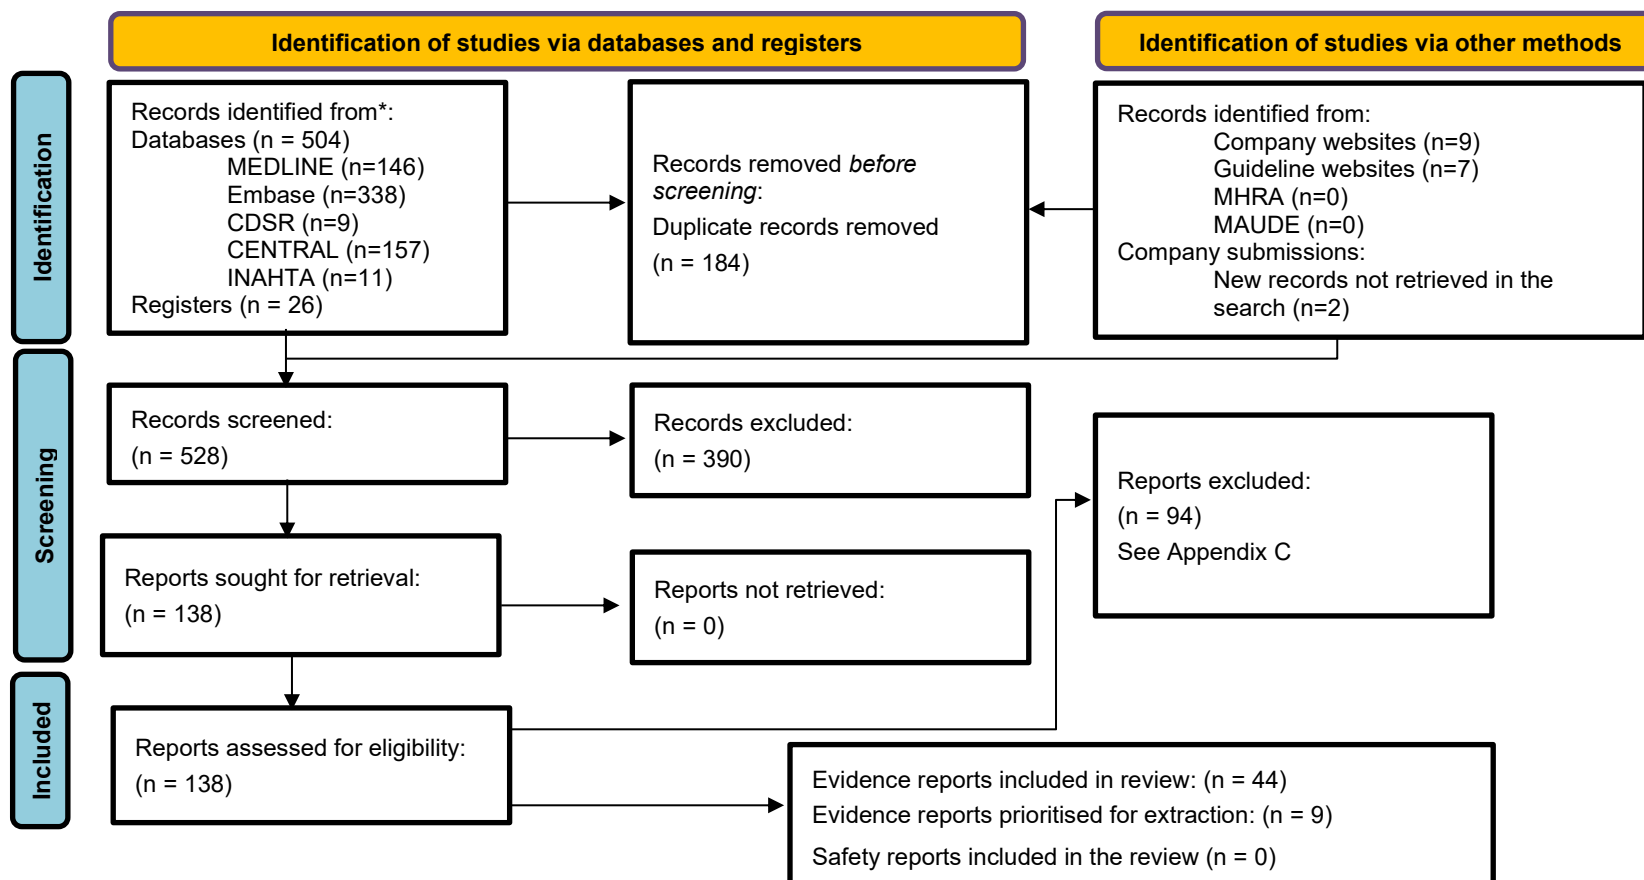 Identification of studies via databases and registers
Identification of studies via other methods
Identification
Records identified from*:
Databases (n = 504)
MEDLINE (n=146)
Embase (n=338)
CDSR (n=9)
CENTRAL (n=157)
INAHTA (n=11)
Registers (n = 26)
Records removed before
screening:
Duplicate records removed
(n = 184)
Records identified from:
Company websites (n=9)
Guideline websites (n=7)
MHRA (n=0)
MAUDE (n=0)
Company submissions:
New records not retrieved in the
search (n=2)
Screening
Records screened:
(n = 528)
Records excluded:
(n = 390)
Reports sought for retrieval:
(n = 138)
Reports not retrieved:
(n = 0)
Reports excluded:
(n = 94)
See Appendix C
Included
Reports assessed for eligibility:
(n = 138)
Evidence reports included in review: (n = 44)
Evidence reports prioritised for extraction: (n = 9)
Safety reports included in the review (n = 0)